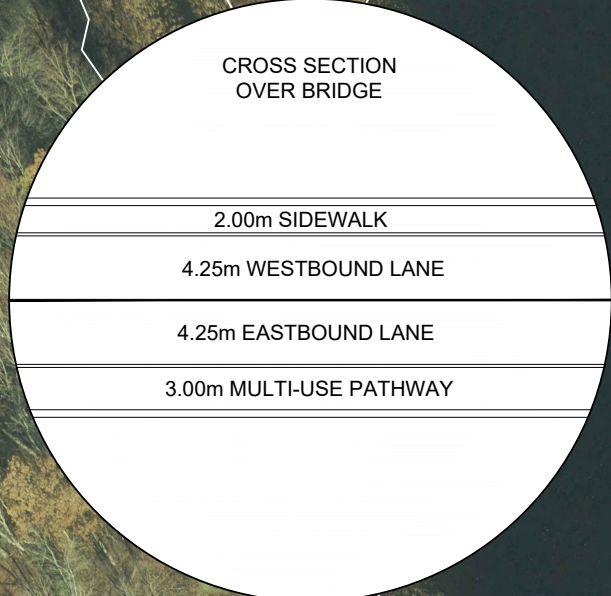 CROSS SECTION
OVER BRIDGE
2.00m SIDEWALK
4.25m WESTBOUND LANE
4.25m EASTBOUND LANE
3.00m MULTI-USE PATHWAY